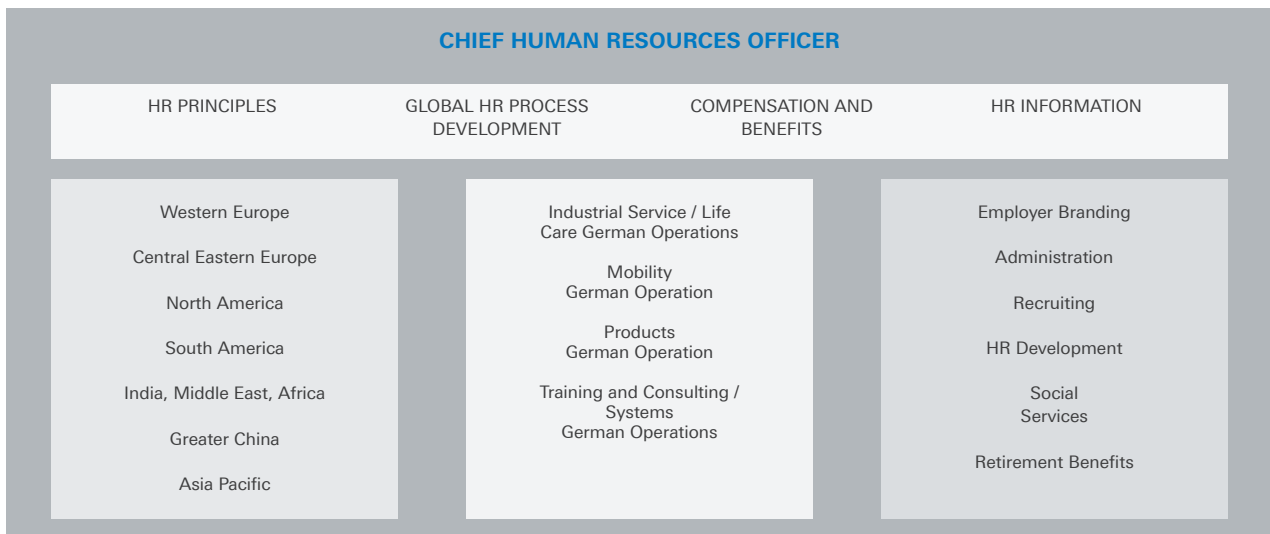 CHIEF HUMAN RESOURCES OFFICER
HR PRINCIPLES
GLOBAL HR PROCESS
DEVELOPMENT
COMPENSATION AND
BENEFITS
HR INFORMATION
Western Europe
Central Eastern Europe
North America
South America
India, Middle East, Africa
Greater China
Asia Pacific
Industrial Service / Life
Care German Operations
Mobility
German Operation
Products
German Operation
Training and Consulting /
Systems
German Operations
Employer Branding
Administration
Recruiting
HR Development
Social
Services
Retirement Benefits